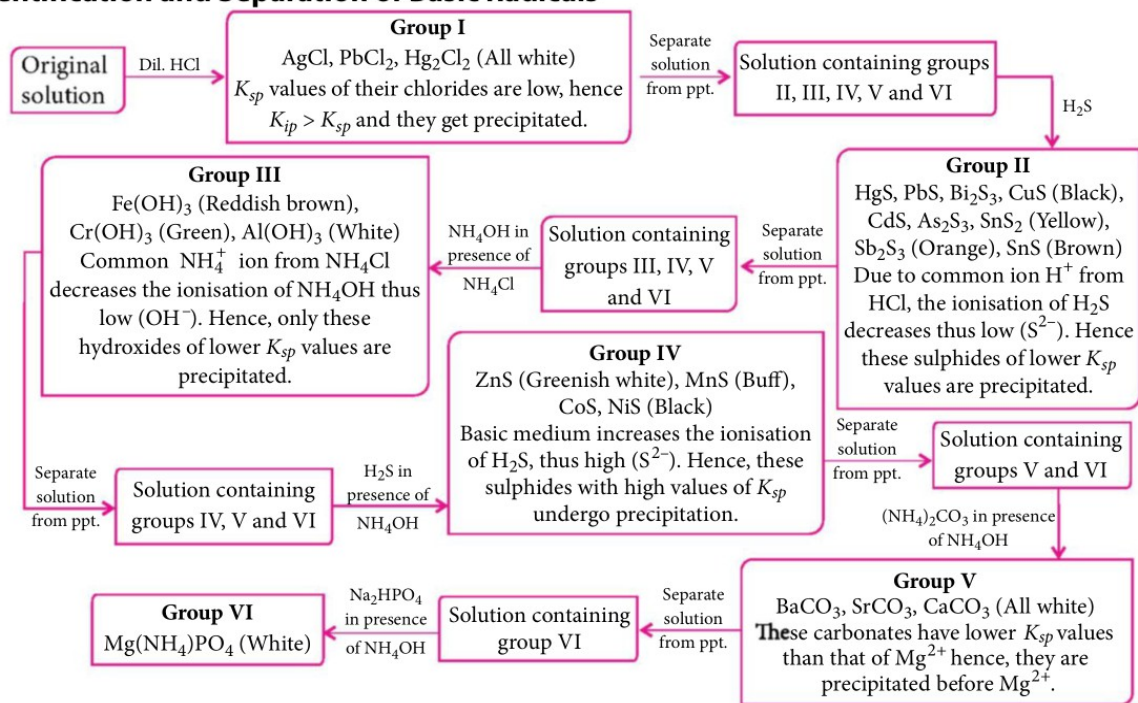 Identification and Separation of Basic Radicals
Original
solution
Dil. HCl
Group I
AgCl, PbCl₂, Hg₂Cl₂ (All white)
Kₛₚ values of their chlorides are low, hence
Kᵢₚ > Kₛₚ and they get precipitated.
Separate
solution
from ppt.
Solution containing groups
II, III, IV, V and VI
H₂S
Group II
HgS, PbS, Bi₂S₃, CuS (Black),
CdS, As₂S₃, SnS₂ (Yellow),
Sb₂S₃ (Orange), SnS (Brown)
Due to common ion H⁺ from
HCl, the ionisation of H₂S
decreases thus low (S²⁻). Hence
these sulphides of lower Kₛₚ
values are precipitated.
Separate
solution
from ppt.
Solution containing
groups III, IV, V
and VI
NH₄OH in
presence of
NH₄Cl
Group III
Fe(OH)₃ (Reddish brown),
Cr(OH)₃ (Green), Al(OH)₃ (White)
Common NH₄⁺ ion from NH₄Cl
decreases the ionisation of NH₄OH thus
low (OH⁻). Hence, only these
hydroxides of lower Kₛₚ values are
precipitated.
Separate
solution
from ppt.
Solution containing
groups IV, V and VI
H₂S in
presence of
NH₄OH
Group IV
ZnS (Greenish white), MnS (Buff),
CoS, NiS (Black)
Basic medium increases the ionisation
of H₂S, thus high (S²⁻). Hence, these
sulphides with high values of Kₛₚ
undergo precipitation.
Separate
solution
from ppt.
Solution containing
groups V and VI
(NH₄)₂CO₃ in presence
of NH₄OH
Group V
BaCO₃, SrCO₃, CaCO₃ (All white)
These carbonates have lower Kₛₚ values
than that of Mg²⁺ hence, they are
precipitated before Mg²⁺.
Separate
solution
from ppt.
Solution containing
group VI
Na₂HPO₄
in presence
of NH₄OH
Group VI
Mg(NH₄)PO₄ (White)